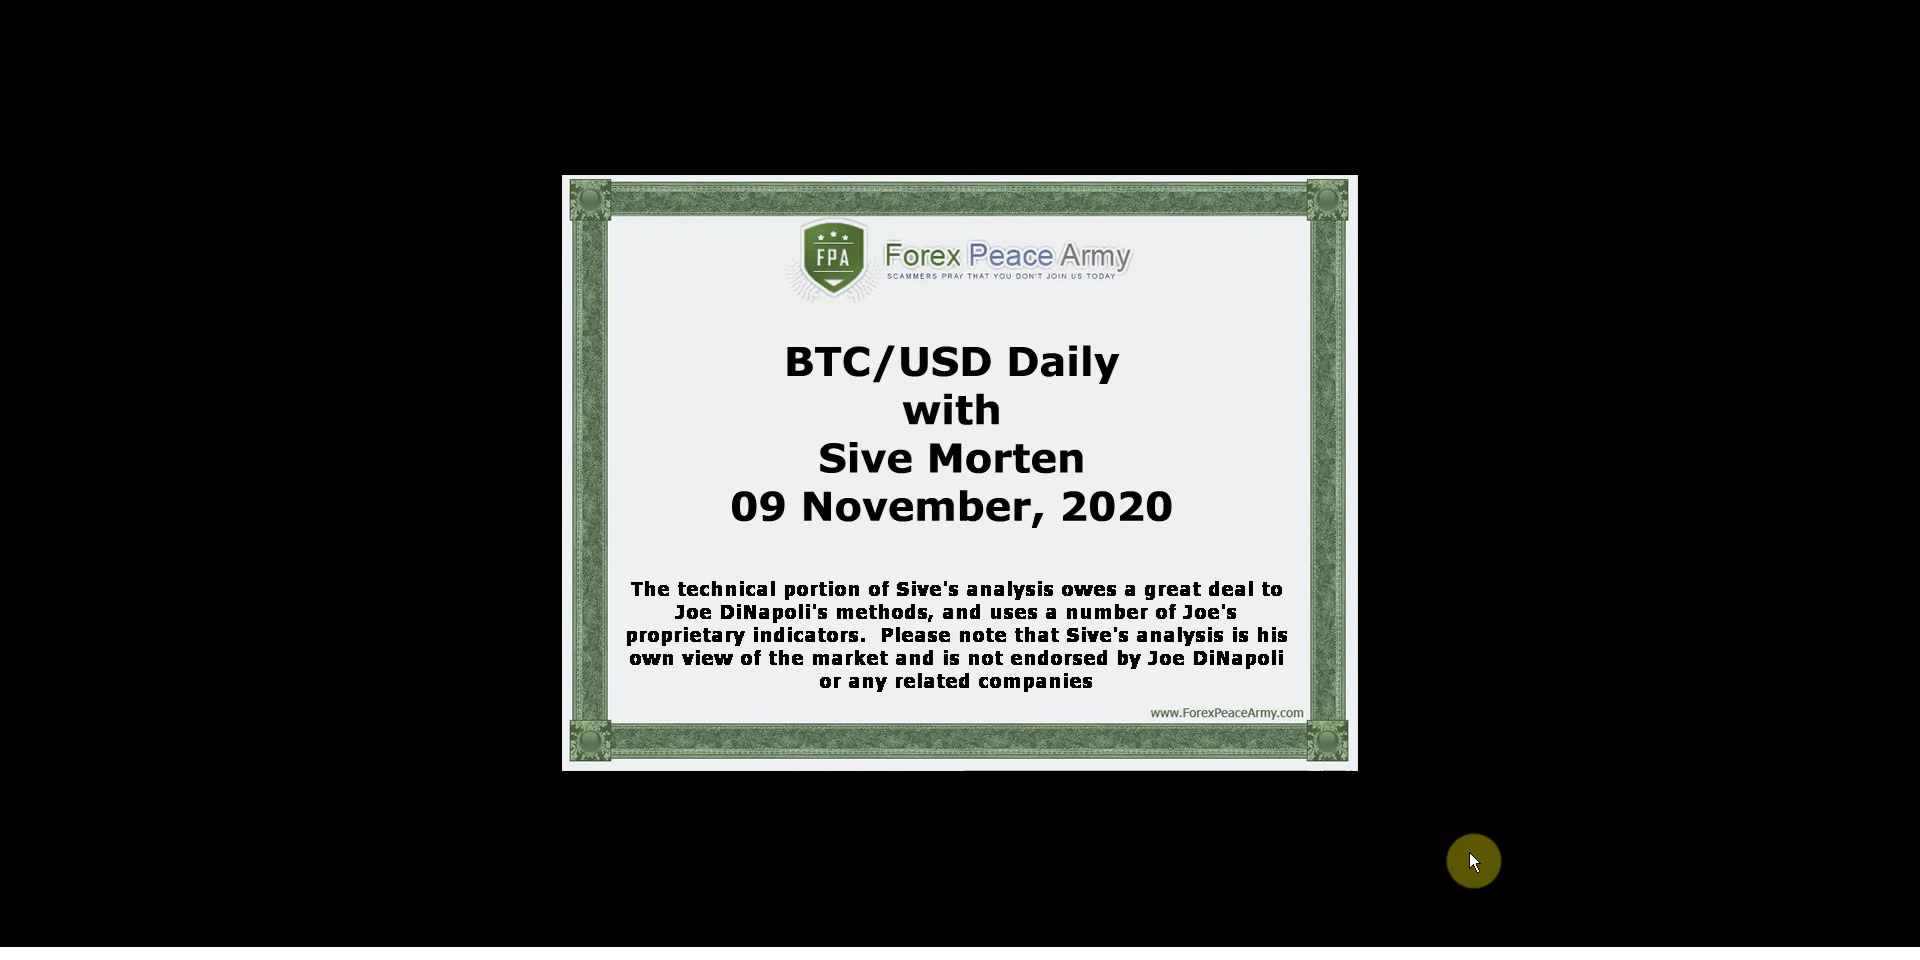 FPA
Forex Peace Army
SCAMMERS PRAY THAT YOU DON'T JOIN US TODAY
BTC/USD Daily
with
Sive Morten
09 November, 2020
The technical portion of Sive's analysis owes a great deal to
Joe DiNapoli's methods, and uses a number of Joe's
proprietary indicators.  Please note that Sive's analysis is his
own view of the market and is not endorsed by Joe DiNapoli
or any related companies
www.ForexPeaceArmy.com